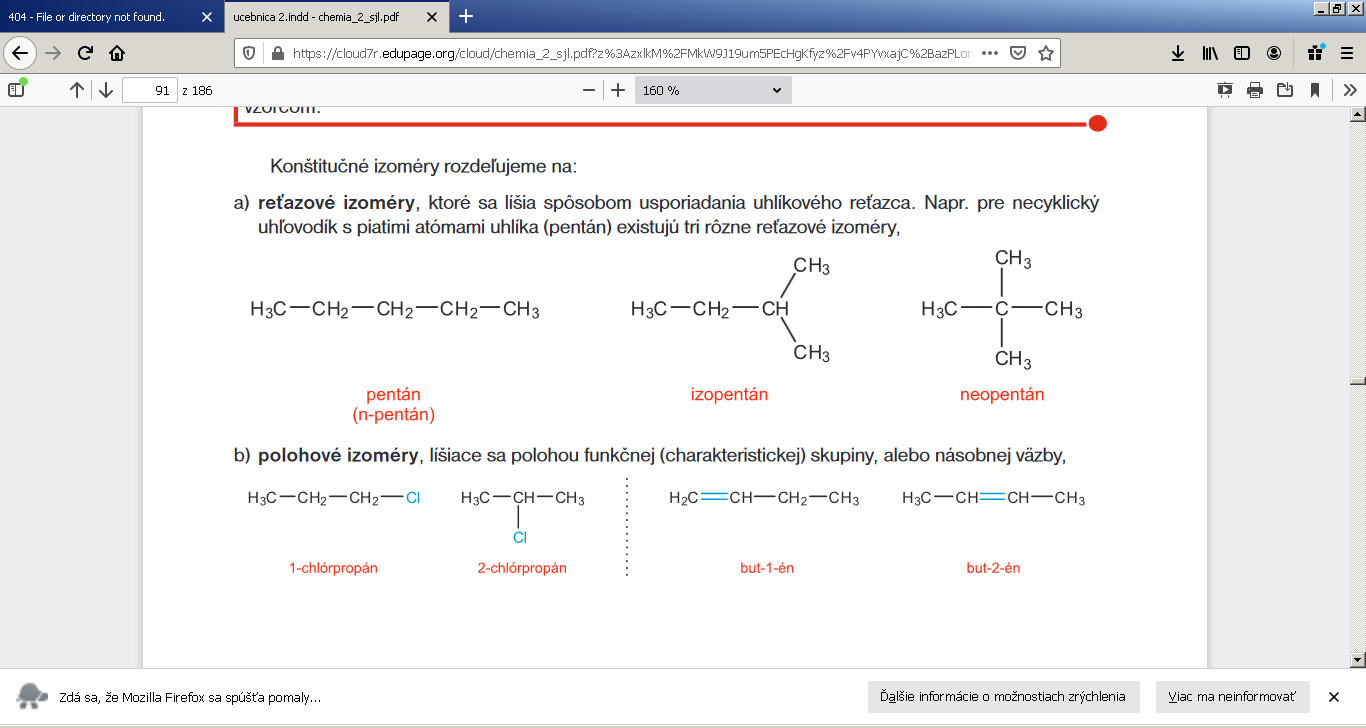 404 - File or directory not found.
ucebnica 2.indd - chemia_2_sjl.pdf
https://cloud7r.edupage.org/cloud/chemia_2_sjl.pdf?z%3AzxlkM%2FMkW9J19um5PEcHgKfyz%2Fv4PYvxajC%2BazPLor
91 z 186
160 %
vzorcom.
Konštitučné izoméry rozdeľujeme na:
a) reťazové izoméry, ktoré sa líšia spôsobom usporiadania uhlíkového reťazca. Napr. pre necyklický
uhľovodík s piatimi atómami uhlíka (pentán) existujú tri rôzne reťazové izoméry,
H3C—CH2—CH2—CH2—CH3
CH3
H3C—CH2—CH
CH3
CH3
H3C—C—CH3
CH3
pentán
(n-pentán)
izopentán
neopentán
b) polohové izoméry, líšiace sa polohou funkčnej (charakteristickej) skupiny, alebo násobnej väzby,
H3C—CH2—CH2—Cl
H3C—CH—CH3
Cl
H2C=CH—CH2—CH3
H3C—CH=CH—CH3
1-chlórpropán
2-chlórpropán
but-1-én
but-2-én
Zdá sa, že Mozilla Firefox sa spúšťa pomaly...
Ďalšie informácie o možnostiach zrýchlenia
Viac ma neinformovať